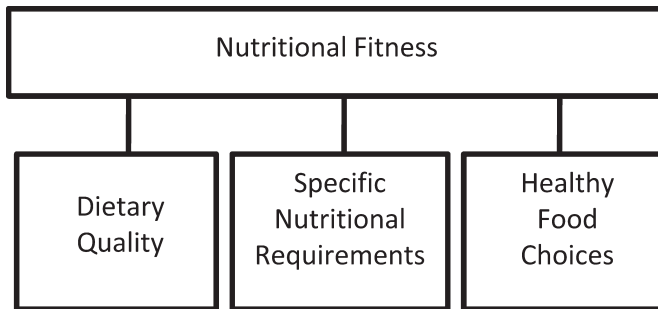 Nutritional Fitness
Dietary
Quality
Specific
Nutritional
Requirements
Healthy
Food
Choices